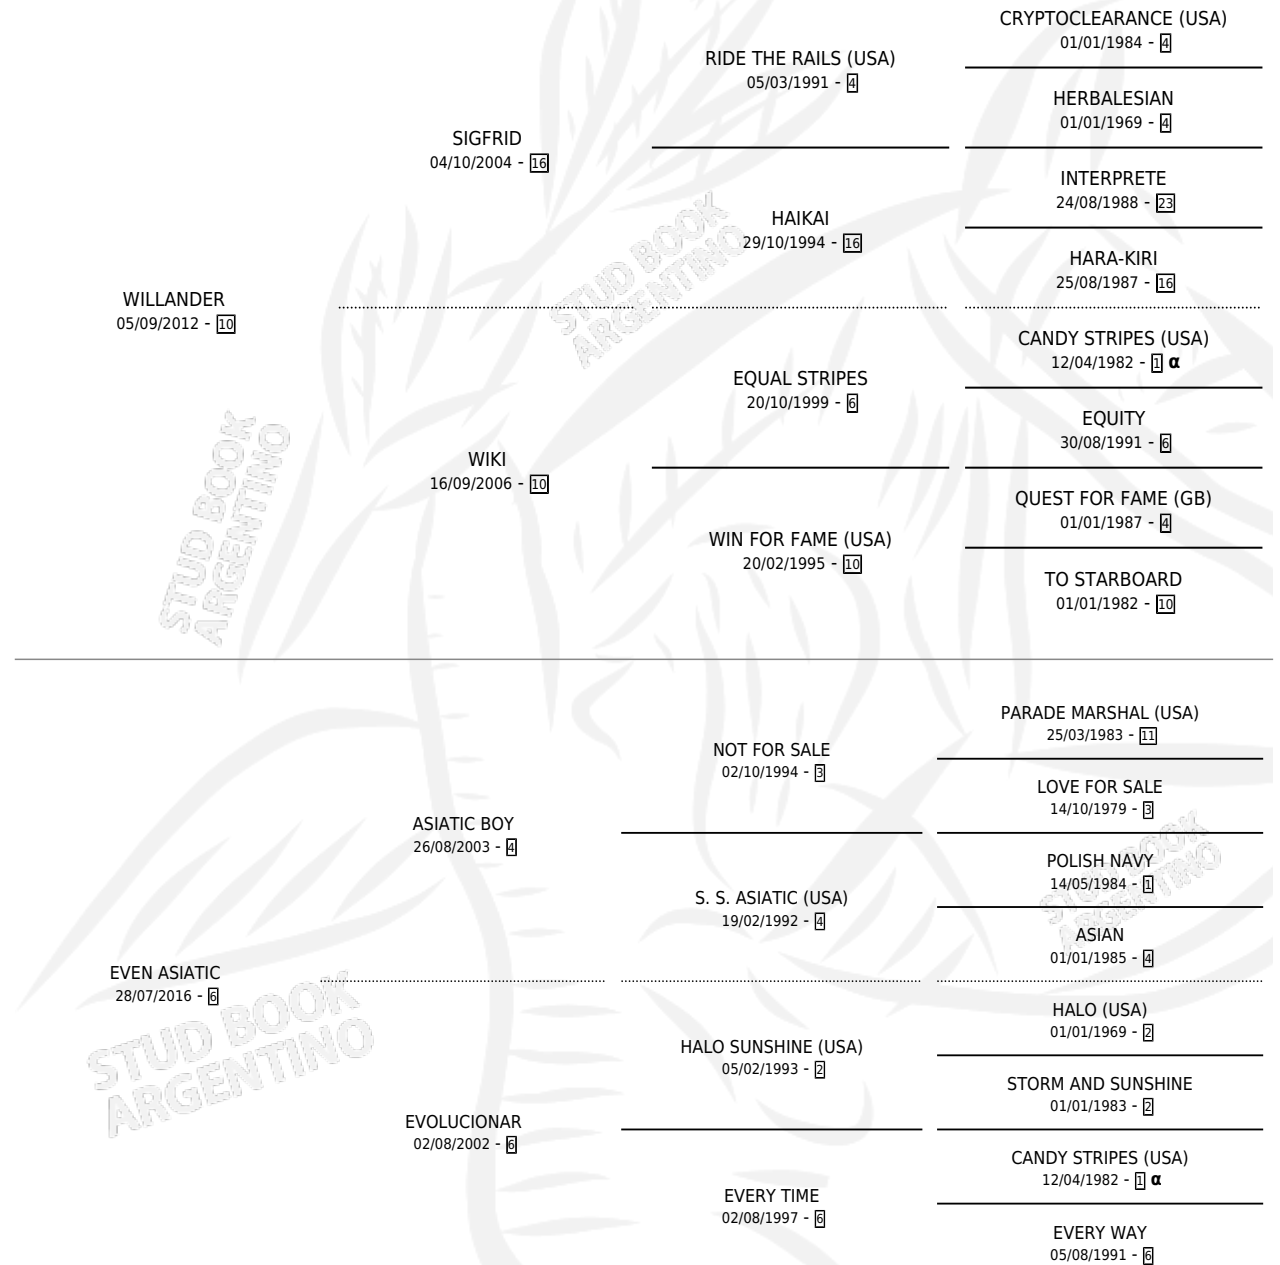 CRYPTOCLEARANCE (USA)
01/01/1984 - 4
RIDE THE RAILS (USA)
05/03/1991 - 4
HERBALESIAN
01/01/1969 - 4
SIGFRID
04/10/2004 - 16
INTERPRETE
24/08/1988 - 23
HAIKAI
29/10/1994 - 16
HARA-KIRI
25/08/1987 - 16
WILLANDER
05/09/2012 - 10
CANDY STRIPES (USA)
12/04/1982 - 1 α
EQUAL STRIPES
20/10/1999 - 6
EQUITY
30/08/1991 - 6
WIKI
16/09/2006 - 10
QUEST FOR FAME (GB)
01/01/1987 - 4
WIN FOR FAME (USA)
20/02/1995 - 10
TO STARBOARD
01/01/1982 - 10
PARADE MARSHAL (USA)
25/03/1983 - 11
NOT FOR SALE
02/10/1994 - 3
LOVE FOR SALE
14/10/1979 - 3
ASIATIC BOY
26/08/2003 - 4
POLISH NAVY
14/05/1984 - 1
S. S. ASIATIC (USA)
19/02/1992 - 4
ASIAN
01/01/1985 - 4
EVEN ASIATIC
28/07/2016 - 6
HALO (USA)
01/01/1969 - 2
HALO SUNSHINE (USA)
05/02/1993 - 2
STORM AND SUNSHINE
01/01/1983 - 2
EVOLUCIONAR
02/08/2002 - 6
CANDY STRIPES (USA)
12/04/1982 - 1 α
EVERY TIME
02/08/1997 - 6
EVERY WAY
05/08/1991 - 6
STUD BOOK
ARGENTINO
STUD BOOK
ARGENTINO
STUD BOOK
ARGENTINO
STUD BOOK
ARGENTINO